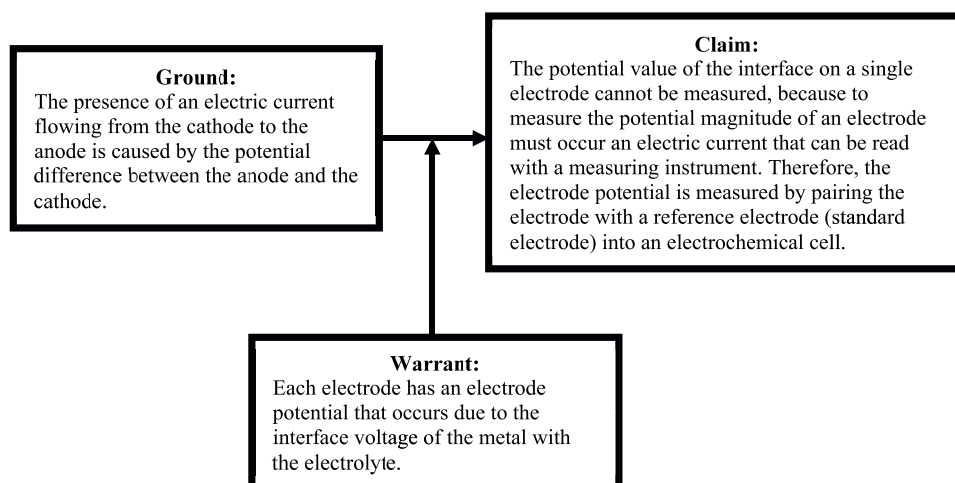 Ground:
The presence of an electric current
flowing from the cathode to the
anode is caused by the potential
difference between the anode and the
cathode.
Claim:
The potential value of the interface on a single
electrode cannot be measured, because to
measure the potential magnitude of an electrode
must occur an electric current that can be read
with a measuring instrument. Therefore, the
electrode potential is measured by pairing the
electrode with a reference electrode (standard
electrode) into an electrochemical cell.
Warrant:
Each electrode has an electrode
potential that occurs due to the
interface voltage of the metal with
the electrolyte.